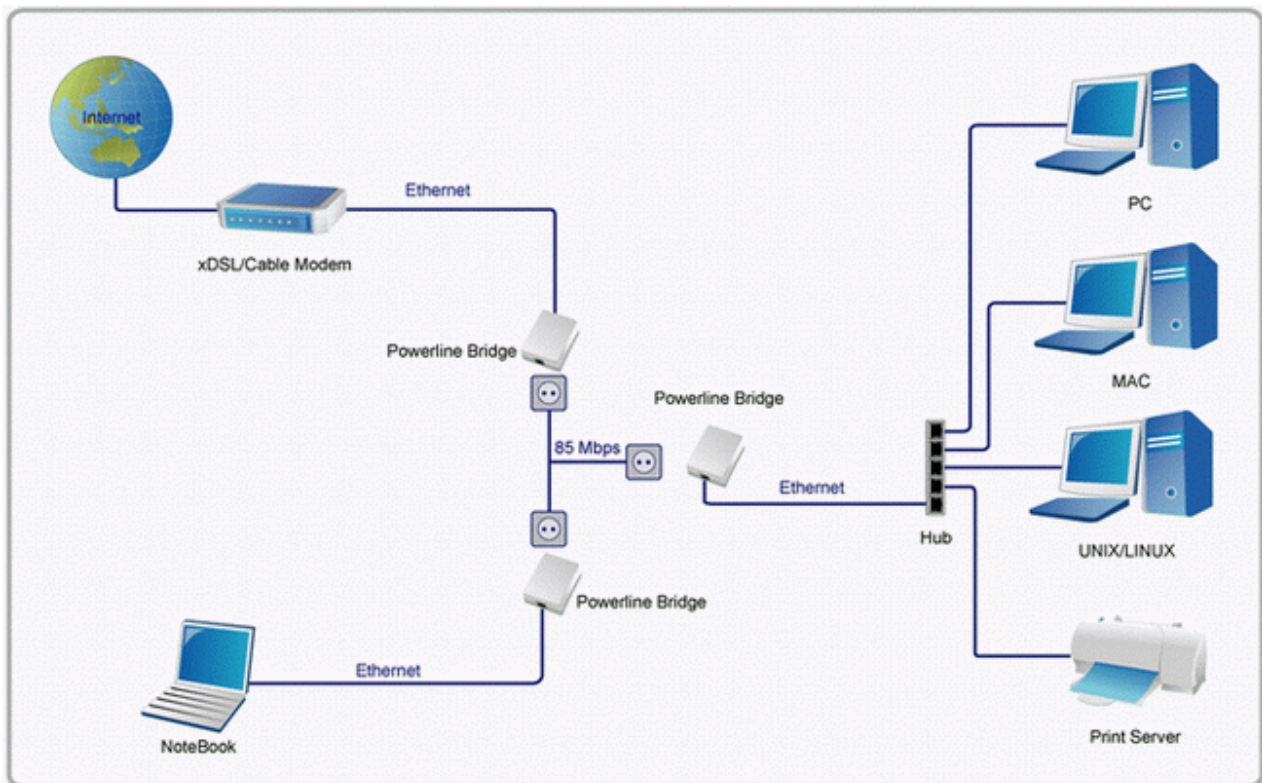 Internet
Ethernet
xDSL/Cable Modem
PC
Powerline Bridge
MAC
Powerline Bridge
85 Mbps
Ethernet
Hub
UNIX/LINUX
Powerline Bridge
Ethernet
NoteBook
Print Server